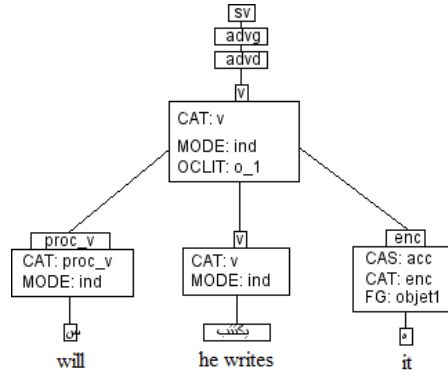 sv
advg
advd
v
CAT: v
MODE: ind
OCLIT: o_1
proc_v v enc
CAT: proc_v CAT: v CAS: acc
MODE: ind MODE: ind CAT: enc
FG: objet1
سَ يَكْتُبُ ه
will he writes it